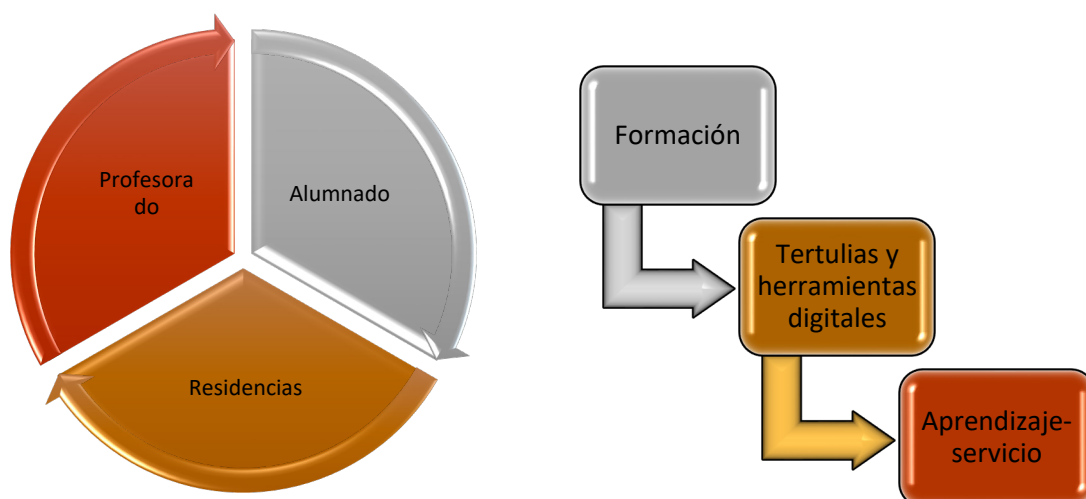 Profesora
do
Alumnado
Residencias
Formación
Tertulias y
herramientas
digitales
Aprendizaje-
servicio